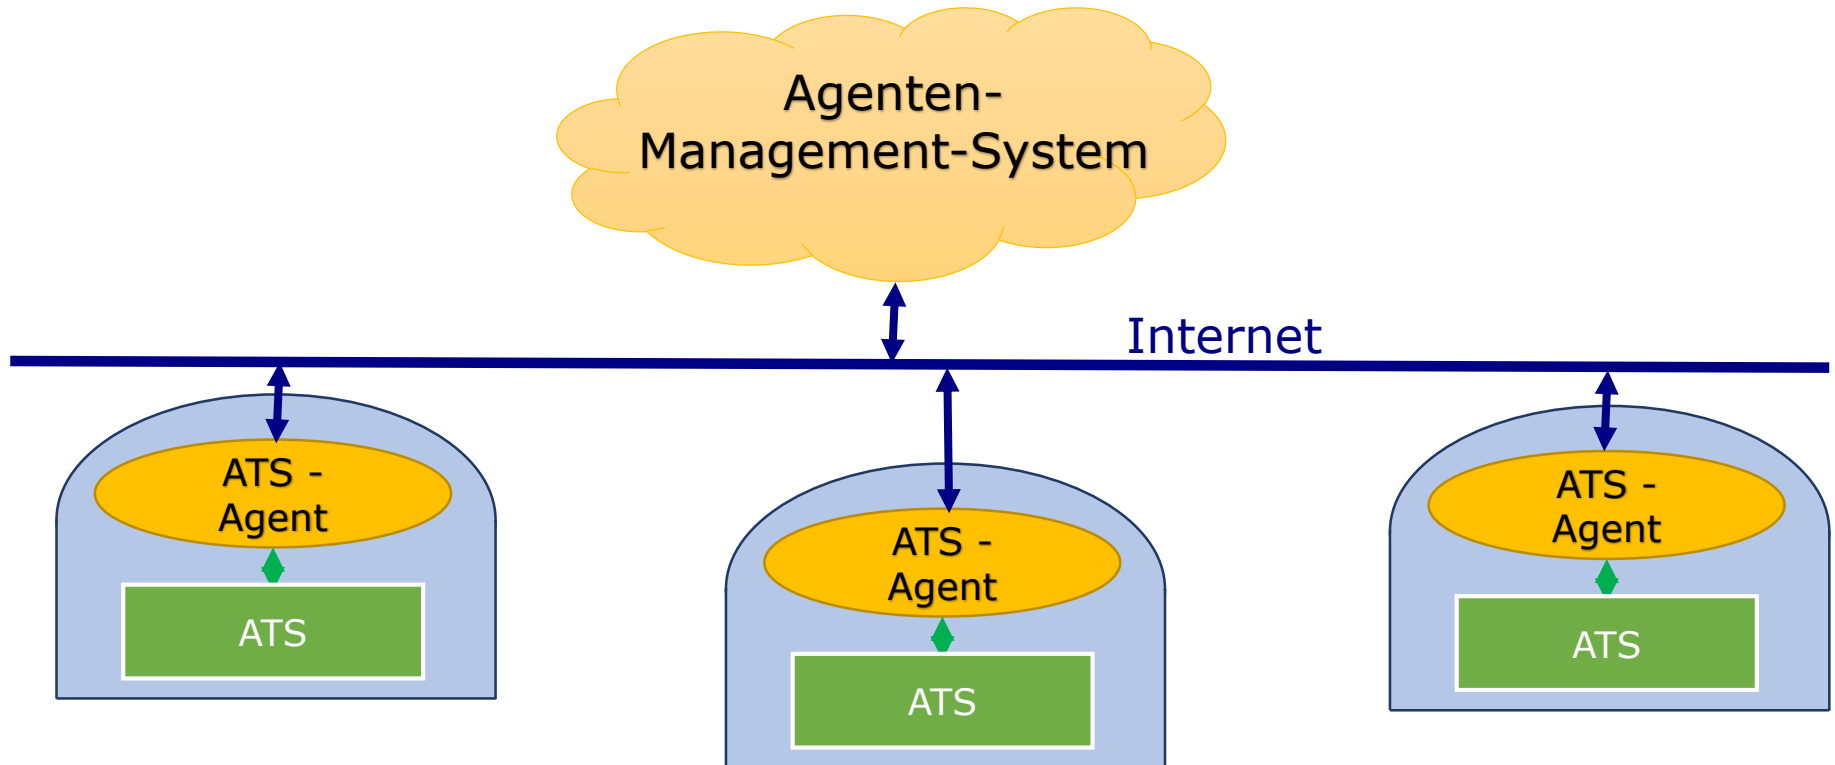 Agenten-
Management-System
Internet
ATS -
Agent
ATS
ATS -
Agent
ATS
ATS -
Agent
ATS